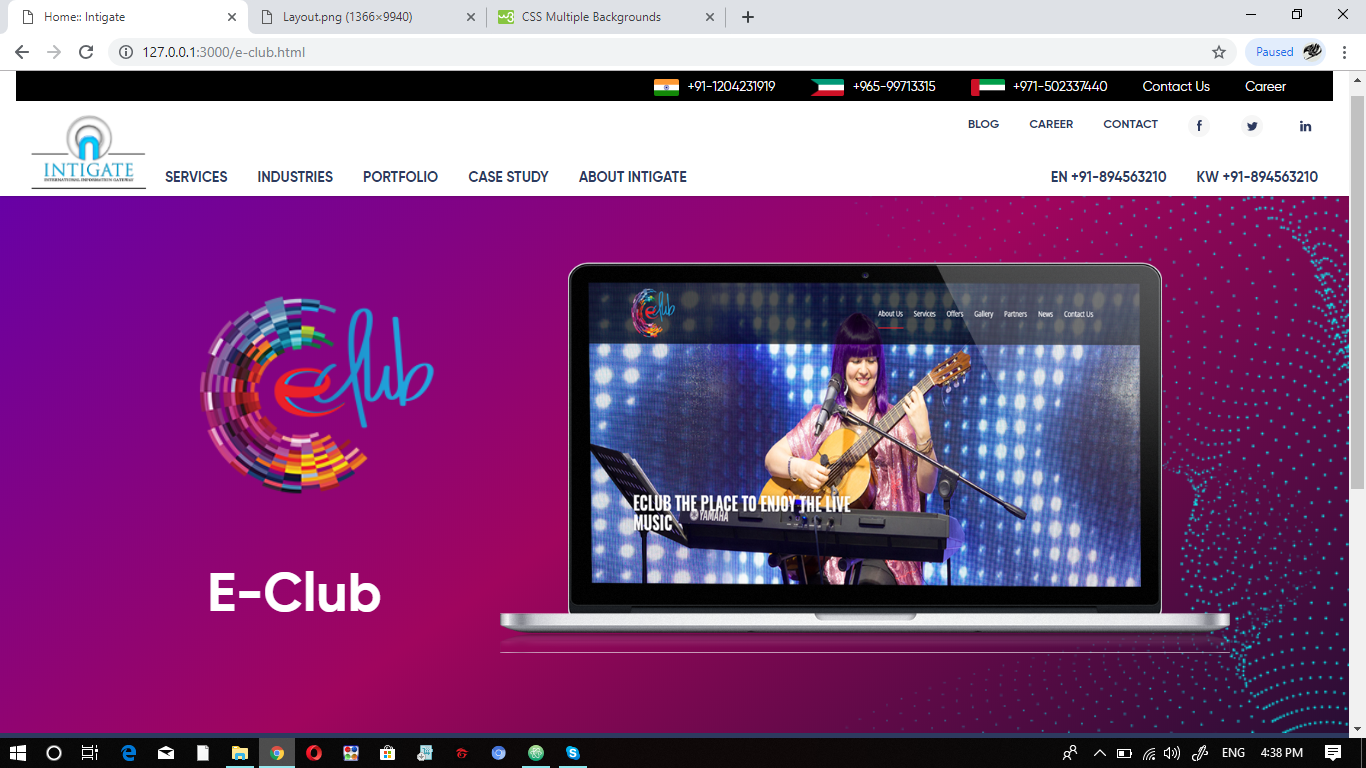 Home:: Intigate
Layout.png (1366×9940)
CSS Multiple Backgrounds
127.0.0.1:3000/e-club.html
Paused
+91-1204231919
+965-99713315
+971-502337440
Contact Us
Career
BLOG
CAREER
CONTACT
INTIGATE
INTERNATIONAL INFORMATION GATEWAY
SERVICES
INDUSTRIES
PORTFOLIO
CASE STUDY
ABOUT INTIGATE
EN +91-894563210
KW +91-894563210
eclub
eclub
About Us
Services
Offers
Gallery
Partners
News
Contact Us
ECLUB THE PLACE TO ENJOY THE LIVE
MUSIC
YAMAHA
E-Club
ENG
4:38 PM